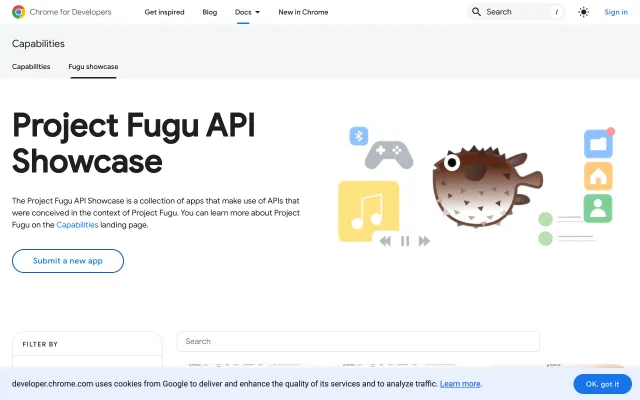 Chrome for Developers
Get inspired
Blog
Docs
New in Chrome
Search
/
Sign in
Capabilities
Capabilities
Fugu showcase
Project Fugu API
Showcase
The Project Fugu API Showcase is a collection of apps that make use of APIs that
were conceived in the context of Project Fugu. You can learn more about Project
Fugu on the Capabilities landing page.
Submit a new app
FILTER BY
Search
developer.chrome.com uses cookies from Google to deliver and enhance the quality of its services and to analyze traffic. Learn more.
OK, got it